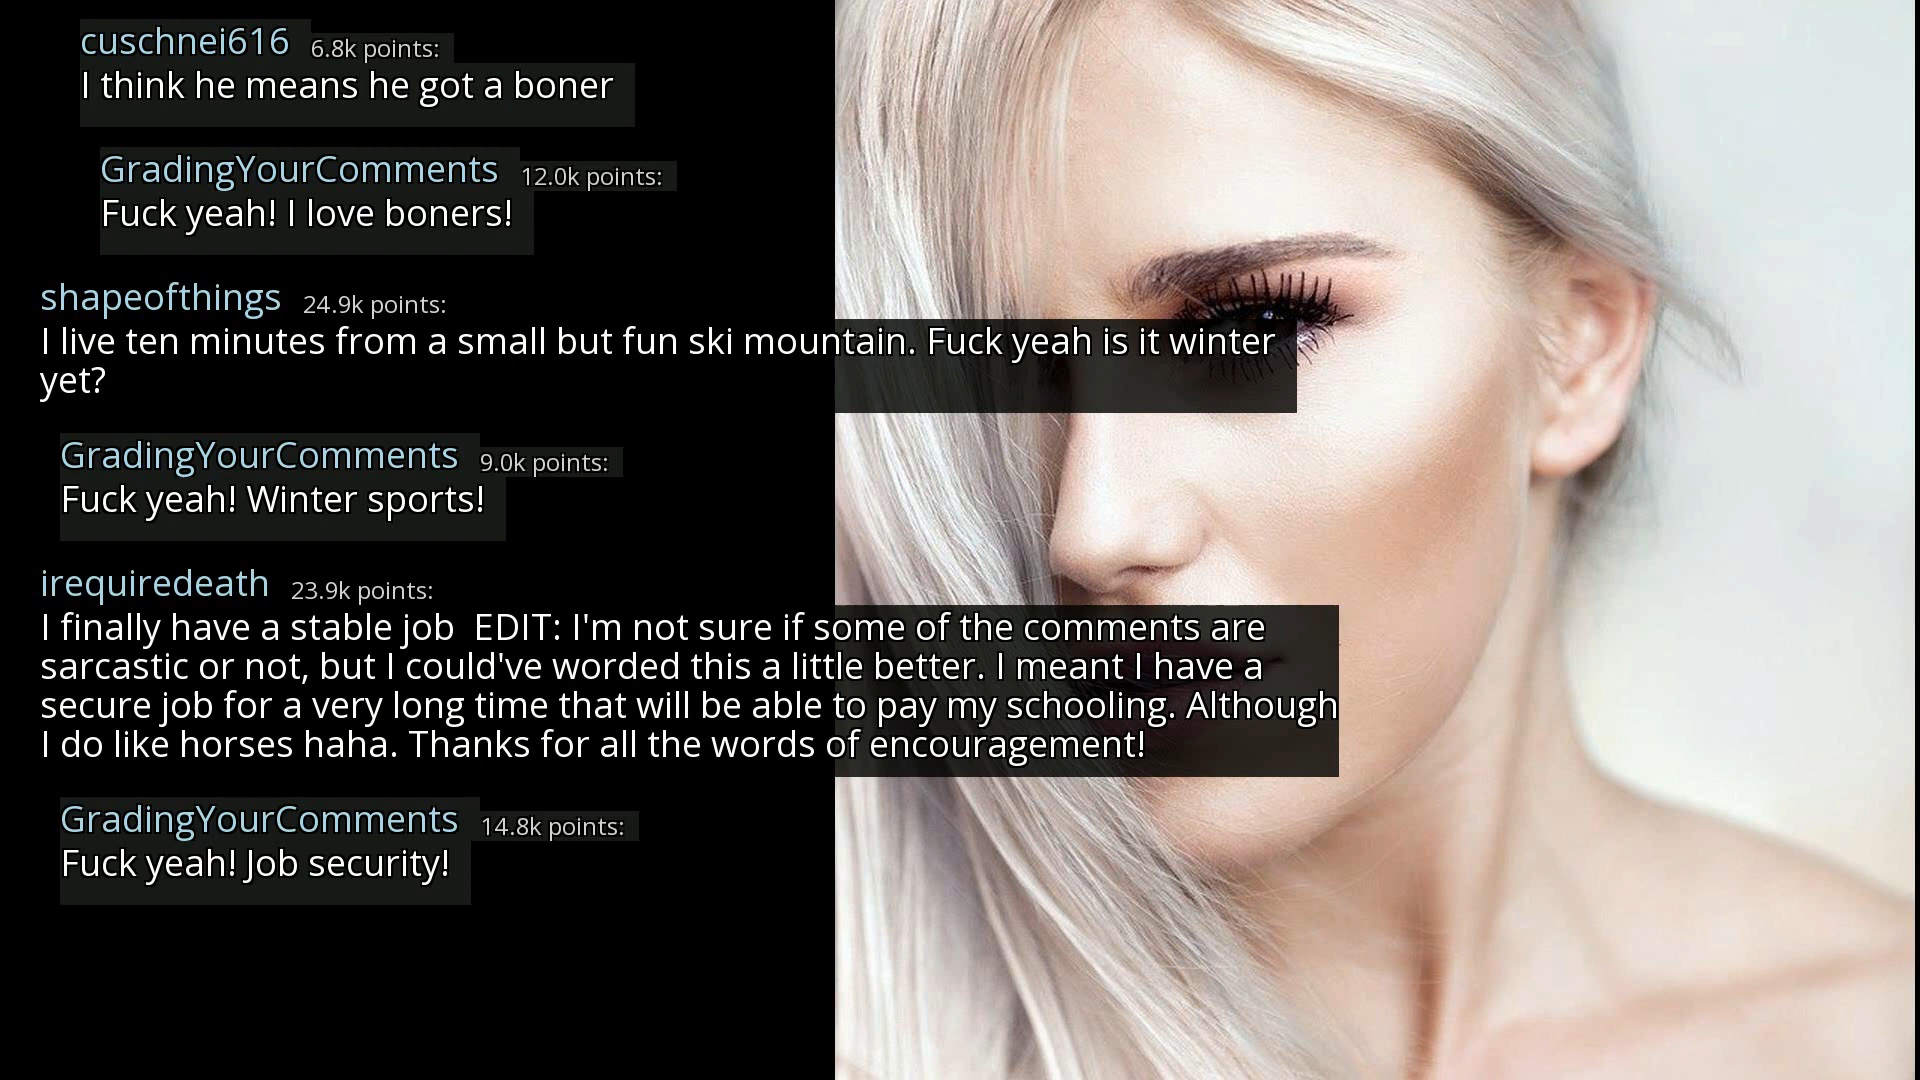 cuschnei616 6.8k points:
I think he means he got a boner
GradingYourComments 12.0k points:
Fuck yeah! I love boners!
shapeofthings 24.9k points:
I live ten minutes from a small but fun ski mountain. Fuck yeah is it winter
yet?
GradingYourComments 9.0k points:
Fuck yeah! Winter sports!
irequiredeath 23.9k points:
I finally have a stable job  EDIT: I'm not sure if some of the comments are
sarcastic or not, but I could've worded this a little better. I meant I have a
secure job for a very long time that will be able to pay my schooling. Although
I do like horses haha. Thanks for all the words of encouragement!
GradingYourComments 14.8k points:
Fuck yeah! Job security!